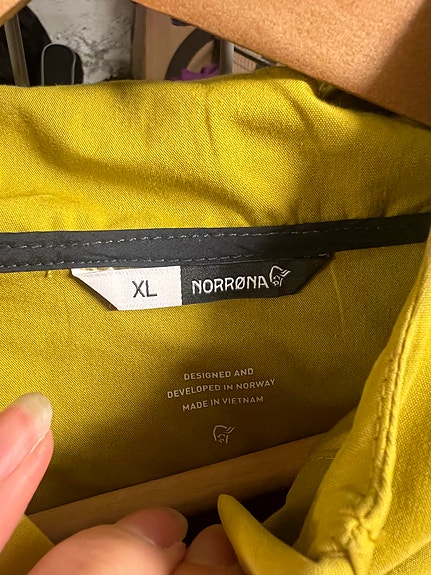 XL NORRØNA
DESIGNED AND
DEVELOPED IN NORWAY
MADE IN VIETNAM